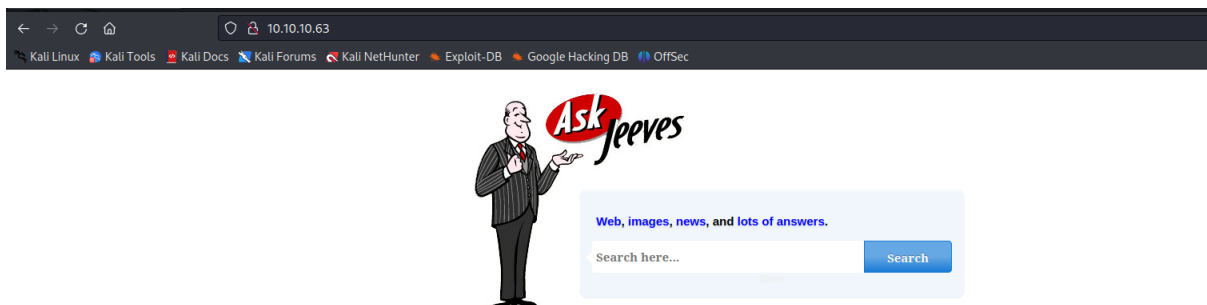 10.10.10.63
Kali Linux Kali Tools Kali Docs Kali Forums Kali NetHunter Exploit-DB Google Hacking DB OffSec
Ask Jeeves
Web, images, news, and lots of answers.
Search here... Search